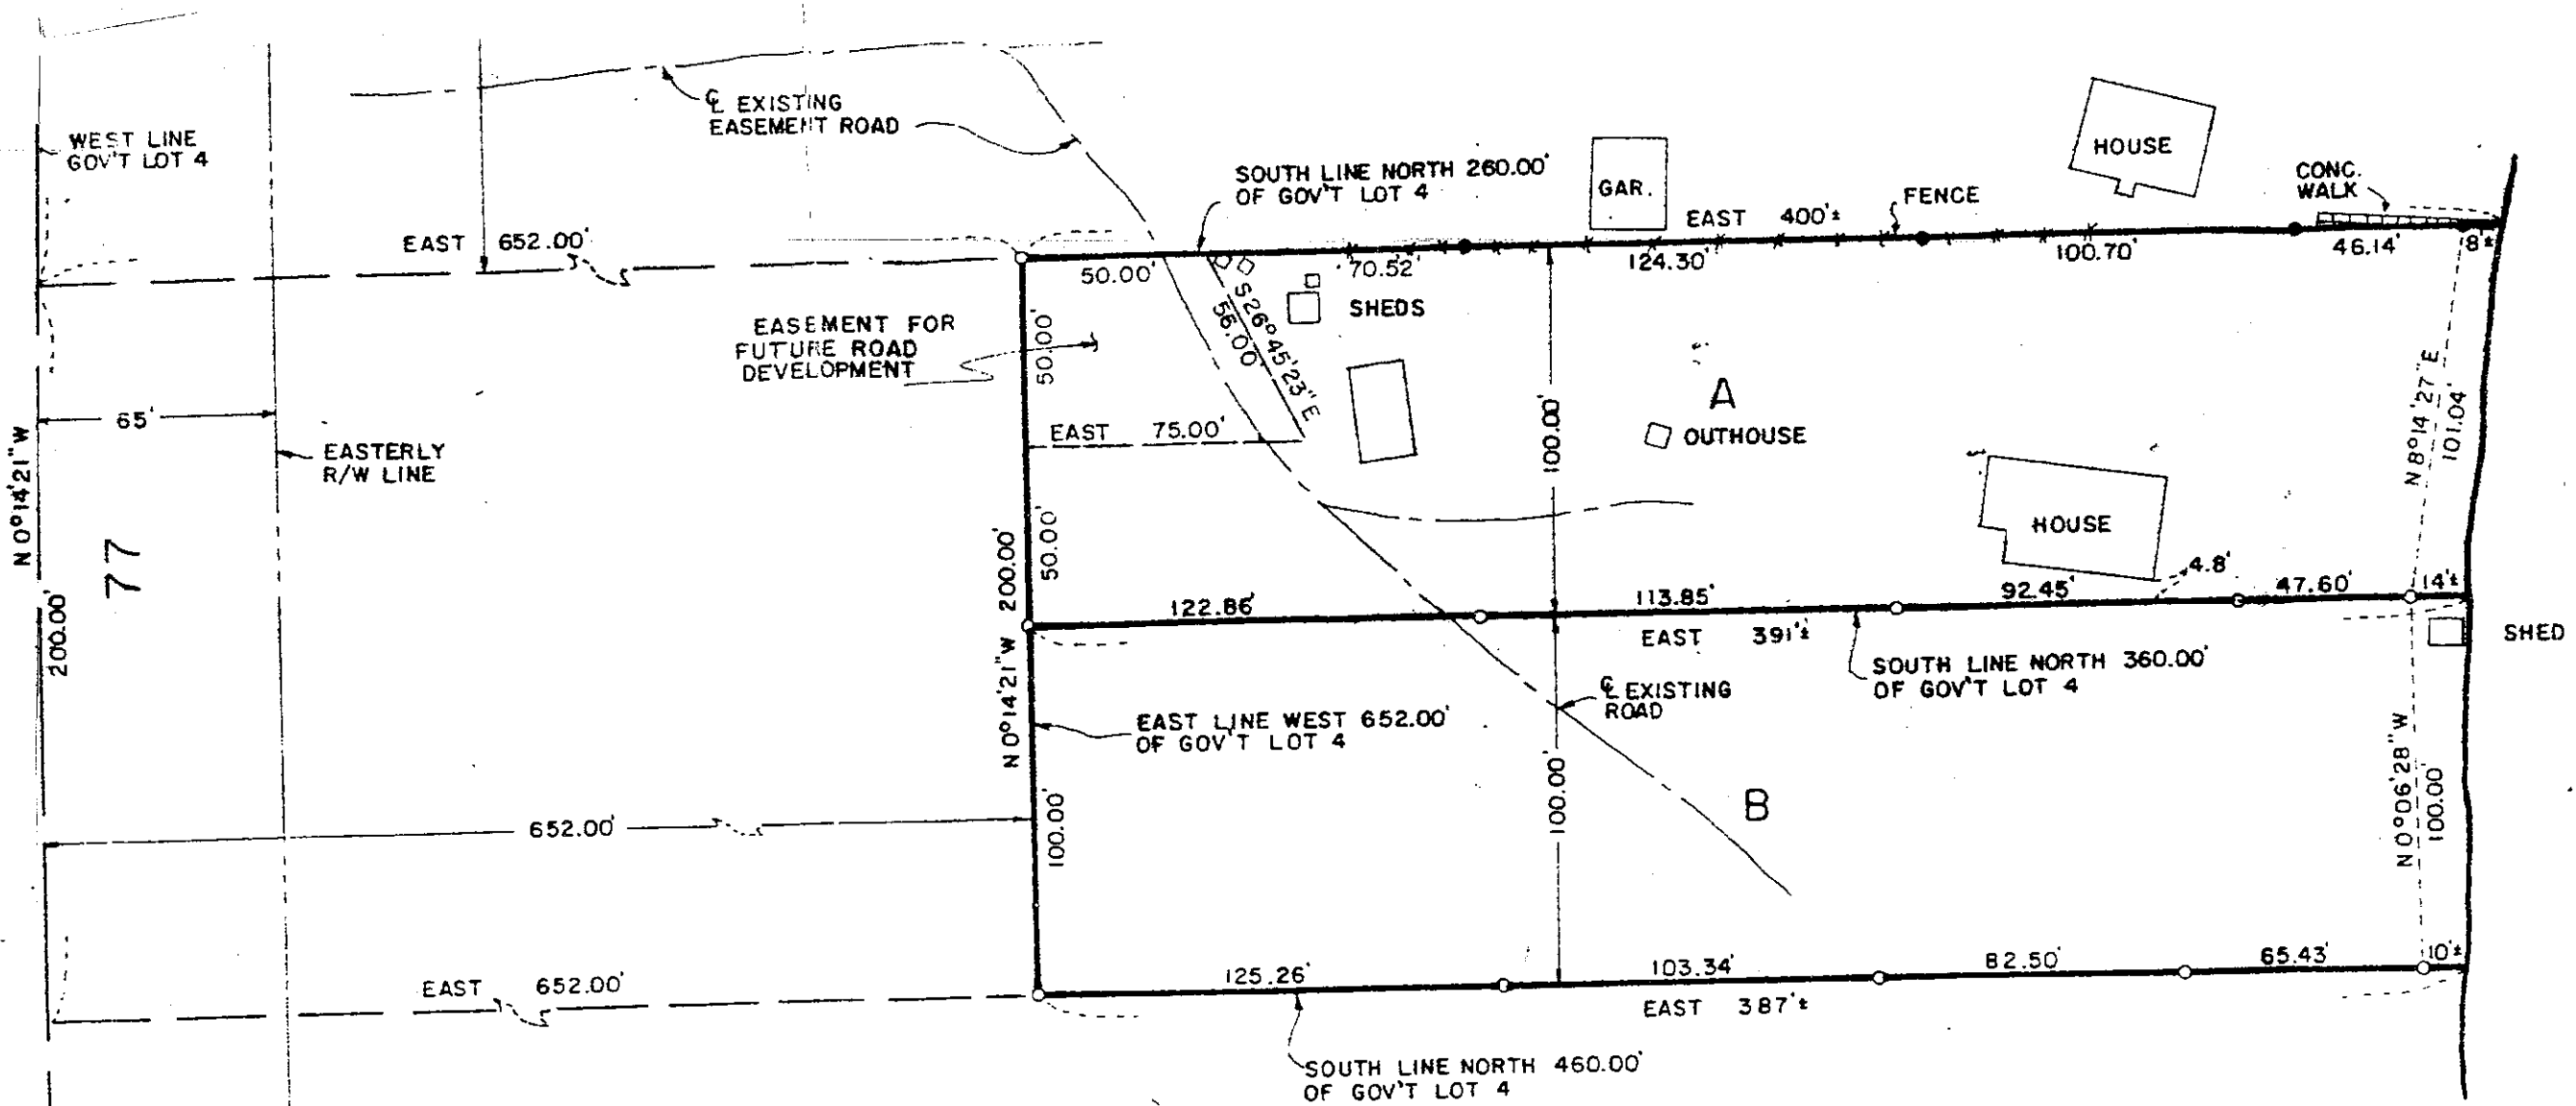 ℄ EXISTING
EASEMENT ROAD
WEST LINE
GOV'T LOT 4
SOUTH LINE NORTH 260.00'
OF GOV'T LOT 4
GAR.
HOUSE
CONC.
WALK
FENCE
EAST 400'±
EAST 652.00'
50.00'
70.52'
124.30'
100.70'
46.14'
8'±
S 26°45'23" E
56.00'
SHEDS
EASEMENT FOR
FUTURE ROAD
DEVELOPMENT
50.00'
65'
EASTERLY
R/W LINE
EAST 75.00'
100.00'
A
OUTHOUSE
N 8°14'27" E
101.04'
N 0°14'21" W
200.00'
77
50.00'
HOUSE
4.8'
N 0°14'21" W 200.00'
122.86'
113.85'
92.45'
47.60'
14'±
EAST 391'±
SHED
SOUTH LINE NORTH 360.00'
OF GOV'T LOT 4
℄ EXISTING
ROAD
EAST LINE WEST 652.00'
OF GOV'T LOT 4
100.00'
B
N 0°06'28" W
100.00'
652.00'
100.00'
EAST 652.00'
125.26'
103.34'
82.50'
65.43'
10'±
EAST 387'±
SOUTH LINE NORTH 460.00'
OF GOV'T LOT 4